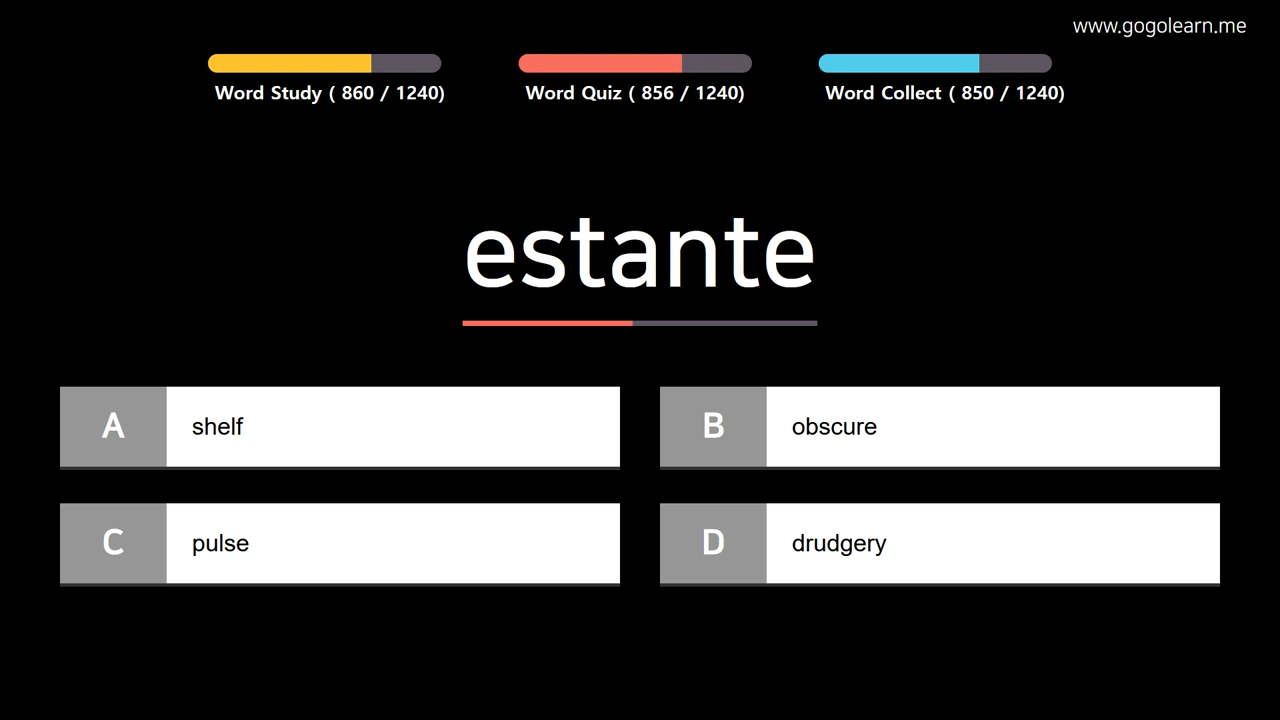 www.gogolearn.me
Word Study ( 860 / 1240)
Word Quiz ( 856 / 1240)
Word Collect ( 850 / 1240)
estante
A shelf
B obscure
C pulse
D drudgery